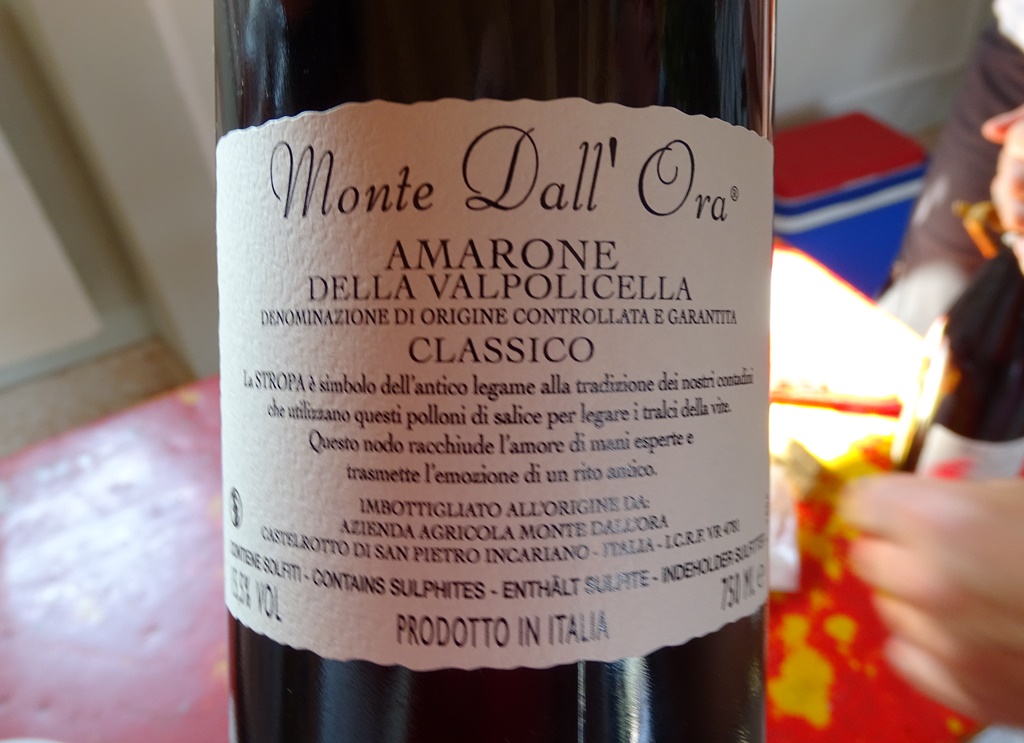 Monte Dall' Ora®
AMARONE
DELLA VALPOLICELLA
DENOMINAZIONE DI ORIGINE CONTROLLATA E GARANTITA
CLASSICO
La STROPA è simbolo dell'antico legame alla tradizione dei nostri contadini
che utilizzano questi polloni di salice per legare i tralci della vite.
Questo nodo racchiude l'amore di mani esperte e
trasmette l'emozione di un rito antico.
IMBOTTIGLIATO ALL'ORIGINE DA:
AZIENDA AGRICOLA MONTE DALL'ORA
CASTELROTTO DI SAN PIETRO INCARIANO - ITALIA - I.C.R.F. VR 4781
CONTIENE SOLFITI - CONTAINS SULPHITES - ENTHÄLT SULFITE - INDEHOLDER
VOL 750 ML e
PRODOTTO IN ITALIA